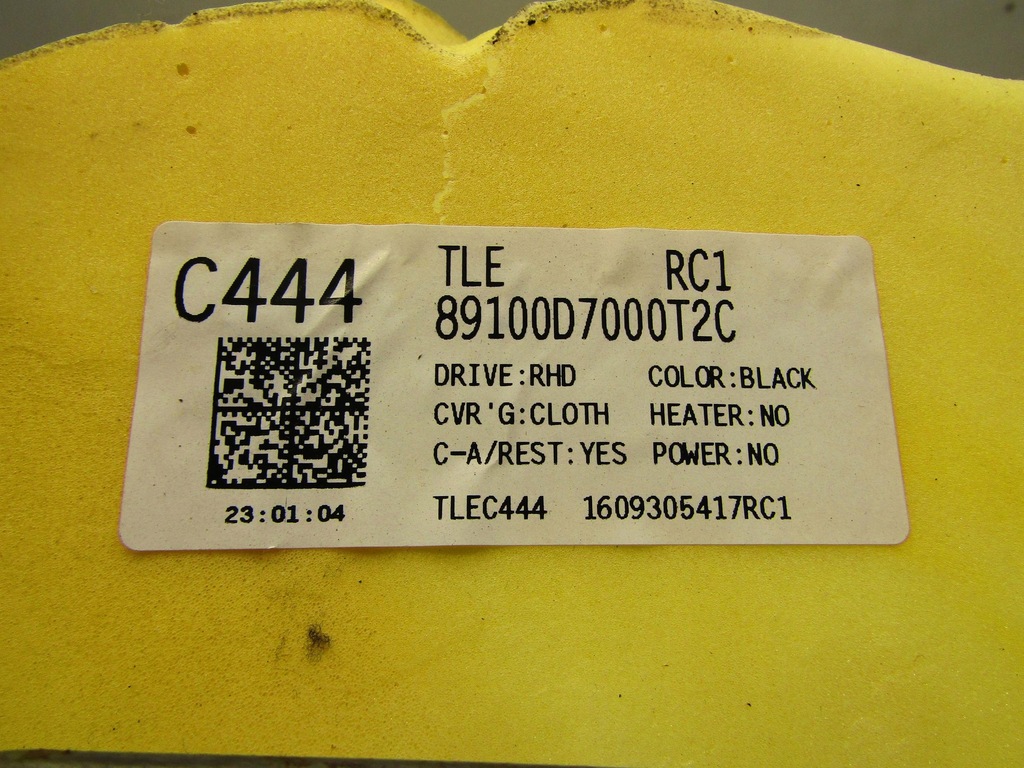 C444
23:01:04
TLE RC1
89100D7000T2C
DRIVE:RHD COLOR:BLACK
CVR'G:CLOTH HEATER:NO
C-A/REST:YES POWER:NO
TLEC444 1609305417RC1